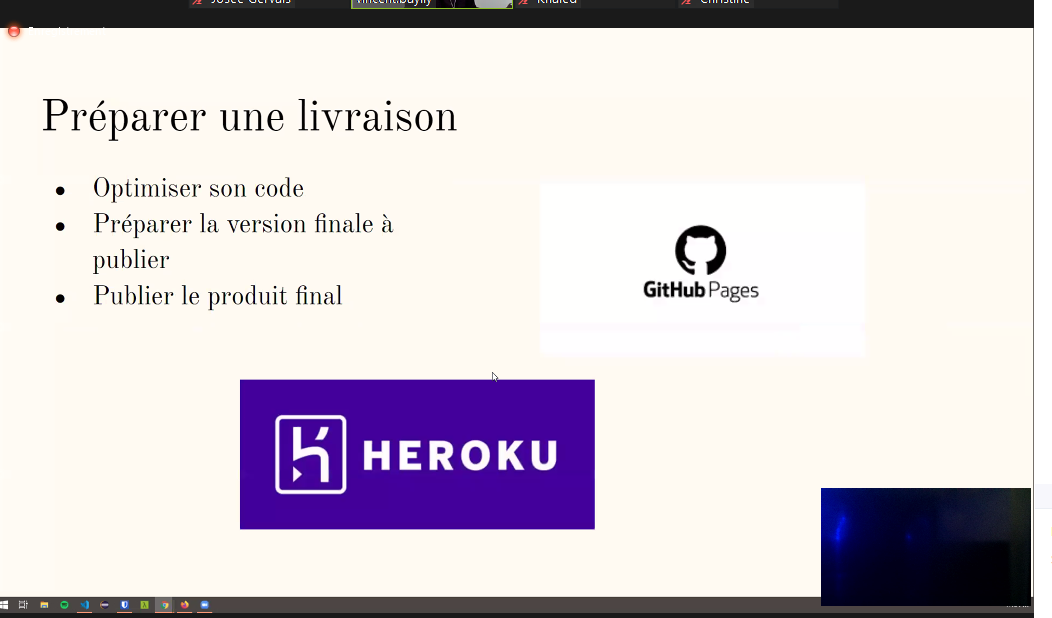 Josée Gervais
vincent.bayily
Khaled
Christine
Préparer une livraison
● Optimiser son code
● Préparer la version finale à
publier
● Publier le produit final
GitHub Pages
HEROKU